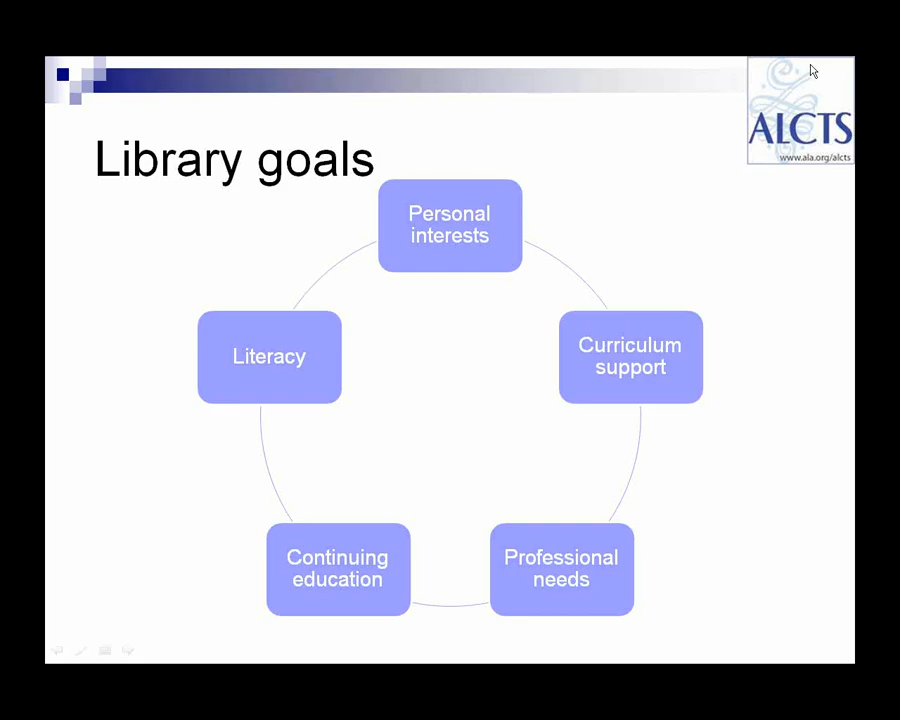 ALCTS
www.ala.org/alcts
Library goals
Personal
interests
Curriculum
support
Professional
needs
Continuing
education
Literacy